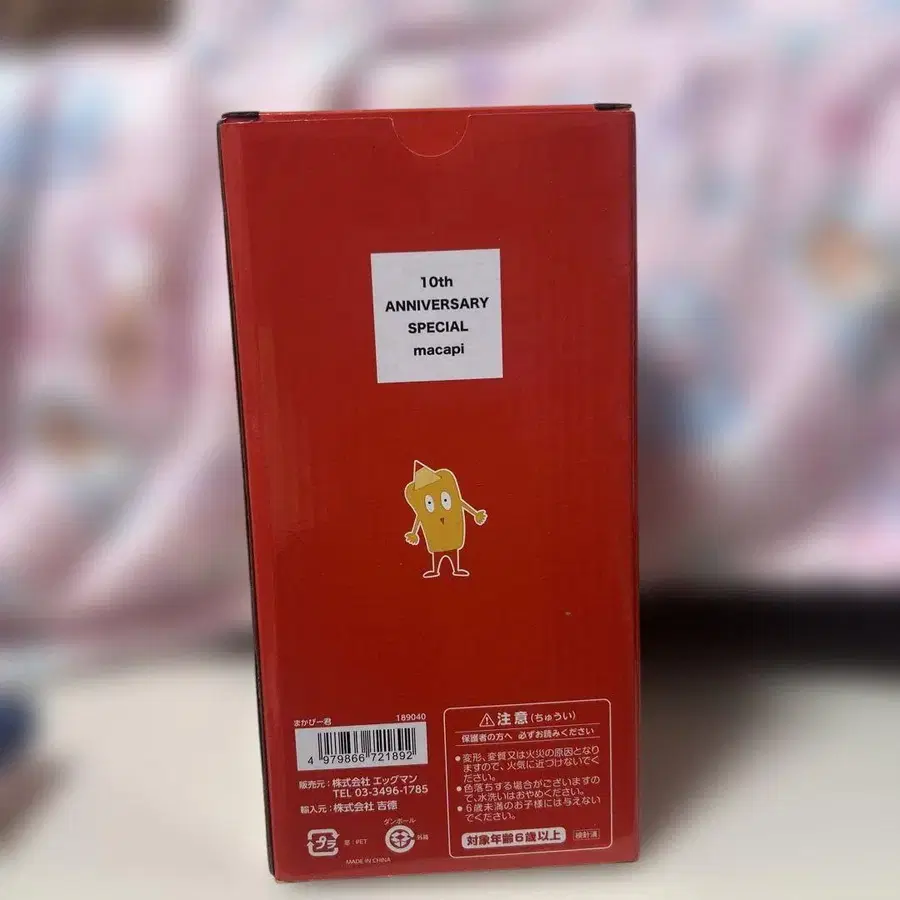 10th
ANNIVERSARY
SPECIAL
macapi
まかぴー君 189040
4 979866 721892
販売元：株式会社 エッグマン
TEL 03-3496-1785
輸入元：株式会社 吉德
プラ
窓：PET
ダンボール
外箱
MADE IN CHINA
注意(ちゅうい)
保護者の方へ 必ずお読みください
●変形、変質又は火災の原因となり
ますので、火気に近づけないでく
ださい。
●色落ちする場合がございますの
で、水洗いはおやめください。
●6歳未満のお子様には与えない
でください。
対象年齢6歳以上
検針済